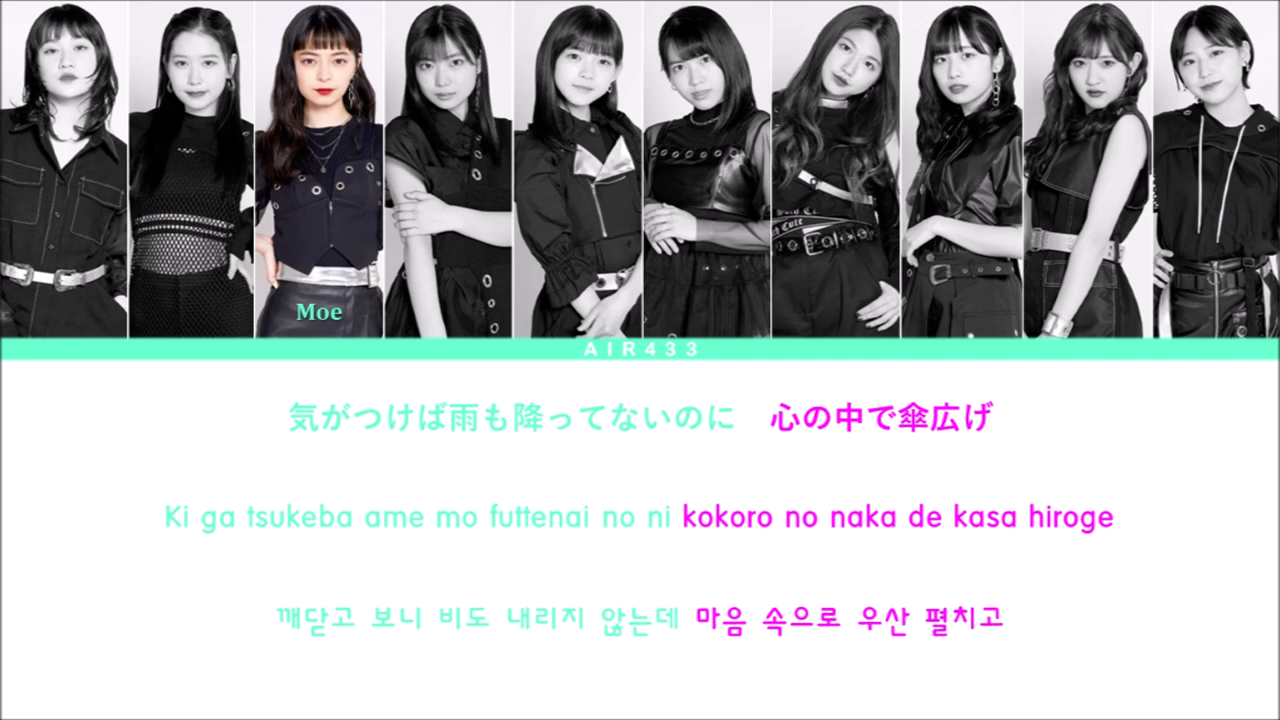 Moe
AIR433
気がつけば雨も降ってないのに 心の中で傘広げ
Ki ga tsukeba ame mo futtenai no ni kokoro no naka de kasa hiroge
깨닫고 보니 비도 내리지 않는데 마음 속으로 우산 펼치고